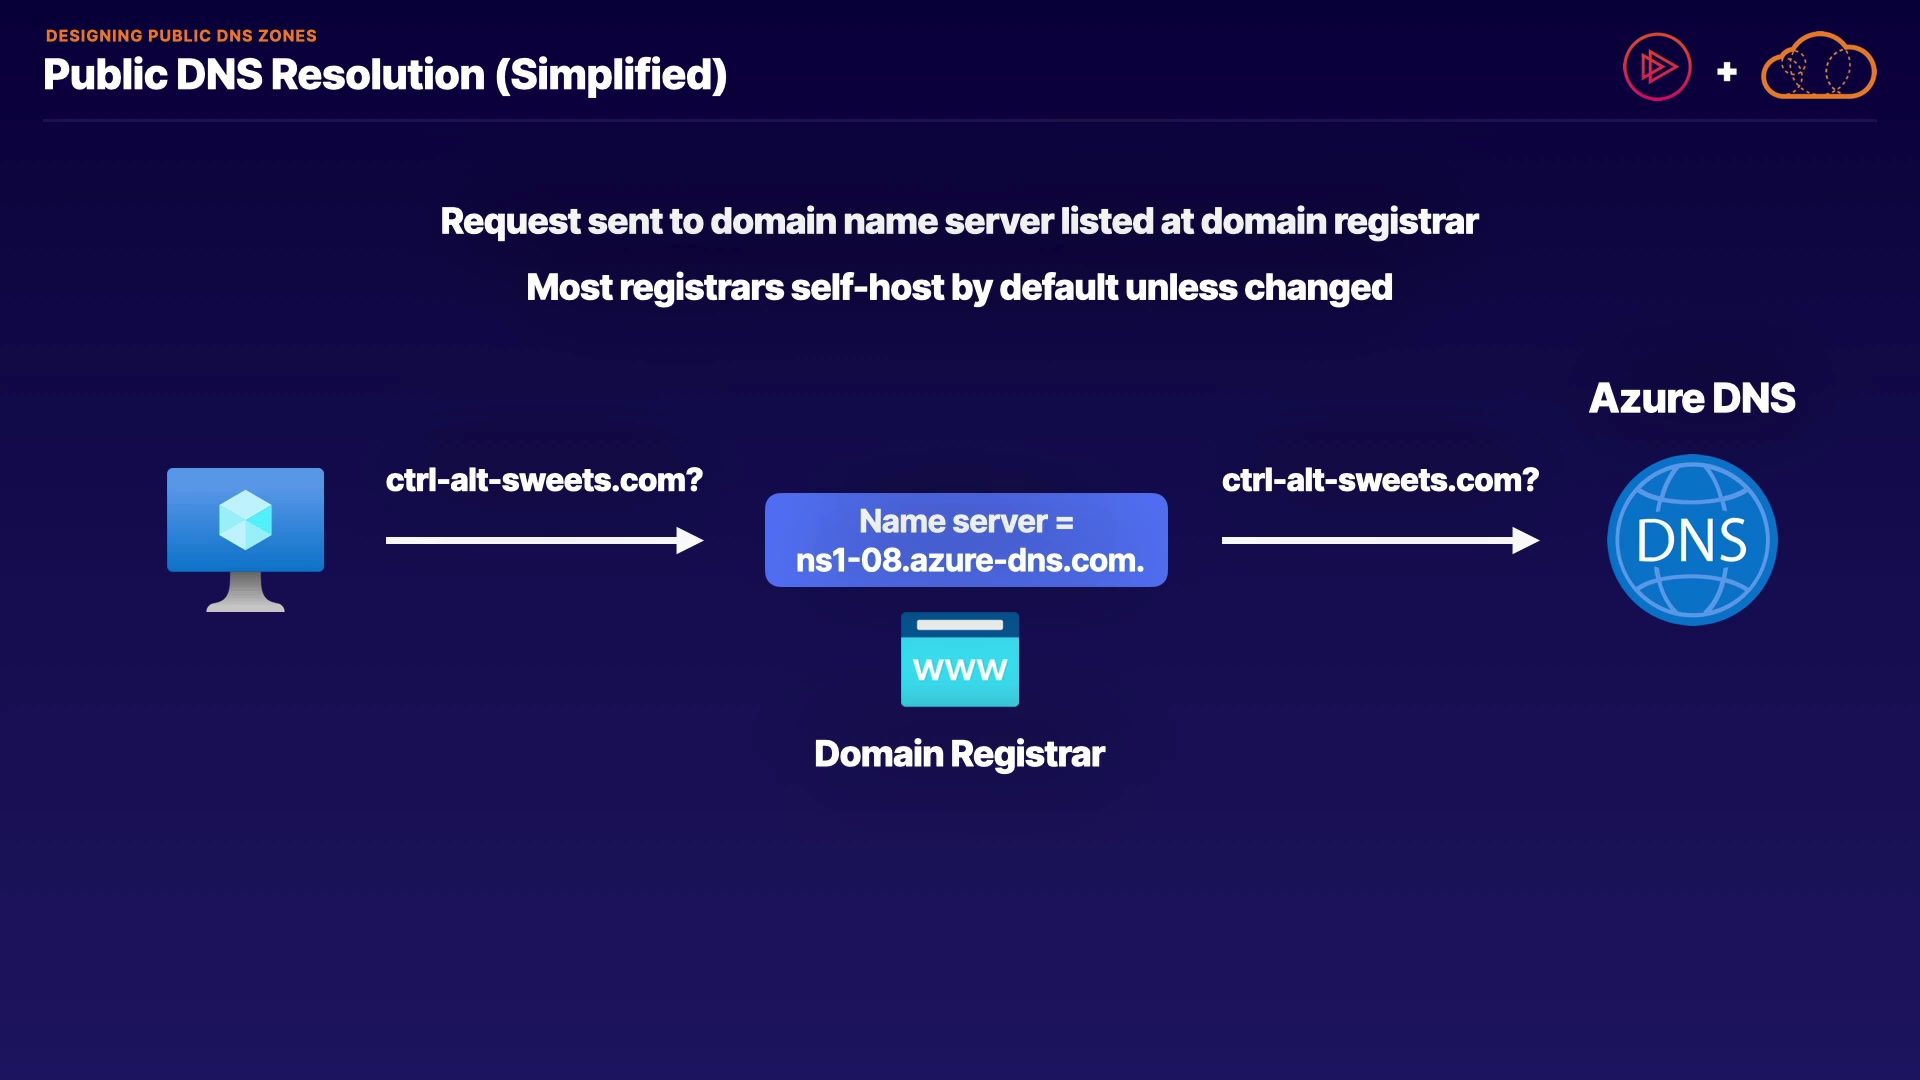 DESIGNING PUBLIC DNS ZONES
Public DNS Resolution (Simplified)
+
Request sent to domain name server listed at domain registrar
Most registrars self-host by default unless changed
Azure DNS
ctrl-alt-sweets.com?
ctrl-alt-sweets.com?
Name server =
ns1-08.azure-dns.com.
DNS
www
Domain Registrar